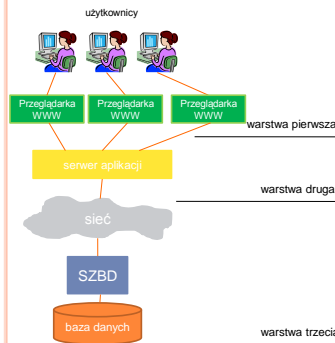 użytkownicy
Przeglądarka WWW
Przeglądarka WWW
Przeglądarka WWW
warstwa pierwsza
serwer aplikacji
warstwa druga
sieć
SZBD
baza danych
warstwa trzecia